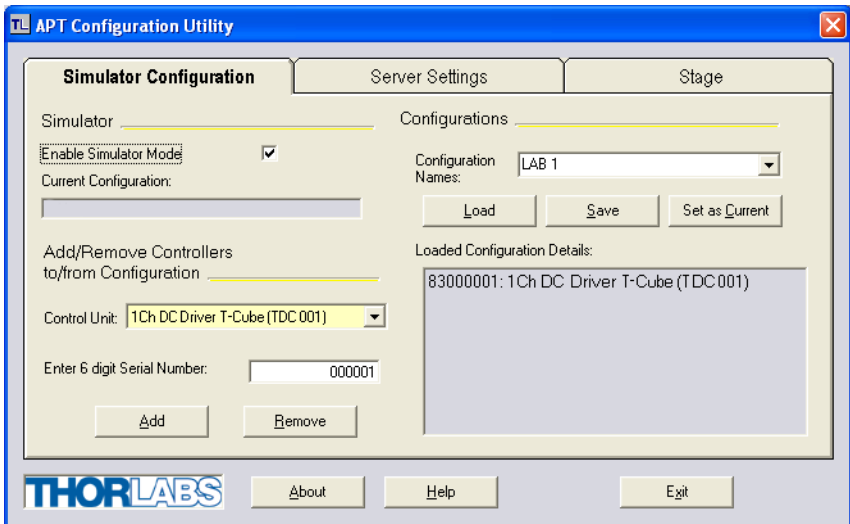 TL APT Configuration Utility
Simulator Configuration
Server Settings
Stage
Simulator
Enable Simulator Mode
Current Configuration:
Add/Remove Controllers
to/from Configuration
Control Unit: 1Ch DC Driver T-Cube (TDC001)
Enter 6 digit Serial Number: 000001
Add Remove
Configurations
Configuration
Names: LAB 1
Load Save Set as Current
Loaded Configuration Details:
83000001: 1Ch DC Driver T-Cube (TDC001)
THORLABS
About Help Exit